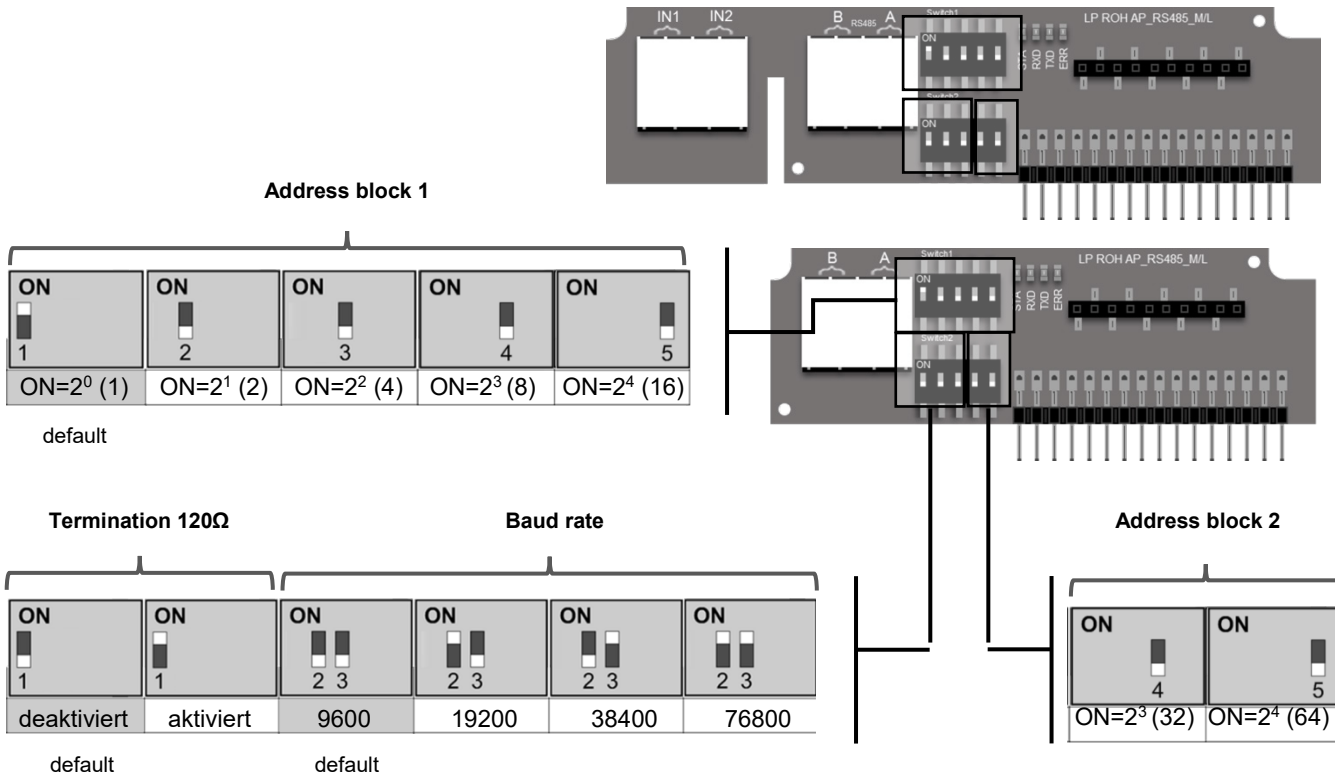 IN1 IN2 B RS485 A Switch1 LP ROH AP_RS485_M/L
ON
STA RXD TXD ERR
Switch2
ON
Address block 1
B A Switch1 LP ROH AP_RS485_M/L
ON
STA RXD TXD ERR
Switch2
ON
ON ON ON ON ON
1 2 3 4 5
ON=2⁰ (1) ON=2¹ (2) ON=2² (4) ON=2³ (8) ON=2⁴ (16)
default
Termination 120Ω Baud rate Address block 2
ON ON ON ON ON ON ON ON
1 1 2 3 2 3 2 3 2 3 4 5
deaktiviert aktiviert 9600 19200 38400 76800 ON=2³ (32) ON=2⁴ (64)
default default